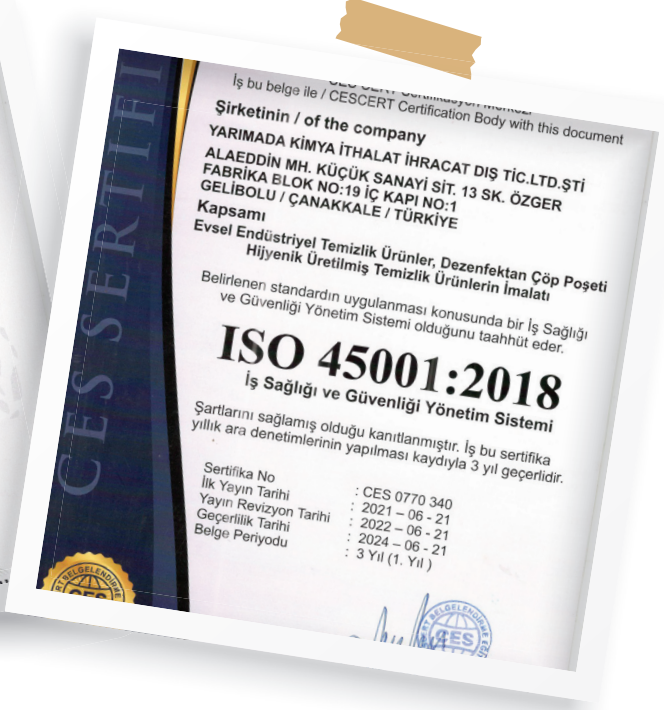 İş bu belge ile / CESCERT Certification Body with this document
Şirketinin / of the company
YARIMADA KİMYA İTHALAT İHRACAT DIŞ TİC.LTD.ŞTİ
ALAEDDİN MH. KÜÇÜK SANAYİ SİT. 13 SK. ÖZGER
FABRİKA BLOK NO:19 İÇ KAPI NO:1
GELİBOLU / ÇANAKKALE / TÜRKİYE
Kapsamı
Evsel Endüstriyel Temizlik Ürünler, Dezenfektan Çöp Poşeti
Hijyenik Üretilmiş Temizlik Ürünlerin İmalatı
Belirlenen standardın uygulanması konusunda bir İş Sağlığı
ve Güvenliği Yönetim Sistemi olduğunu taahhüt eder.
ISO 45001:2018
İş Sağlığı ve Güvenliği Yönetim Sistemi
Şartlarını sağlamış olduğu kanıtlanmıştır. İş bu sertifika
yıllık ara denetimlerinin yapılması kaydıyla 3 yıl geçerlidir.
Sertifika No : CES 0770 340
İlk Yayın Tarihi : 2021 – 06 - 21
Yayın Revizyon Tarihi : 2022 – 06 - 21
Geçerlilik Tarihi : 2024 – 06 - 21
Belge Periyodu : 3 Yıl (1. Yıl )
CES SERTİFİ
BELGELENDİRME
CES
BELGELENDİRME
CES